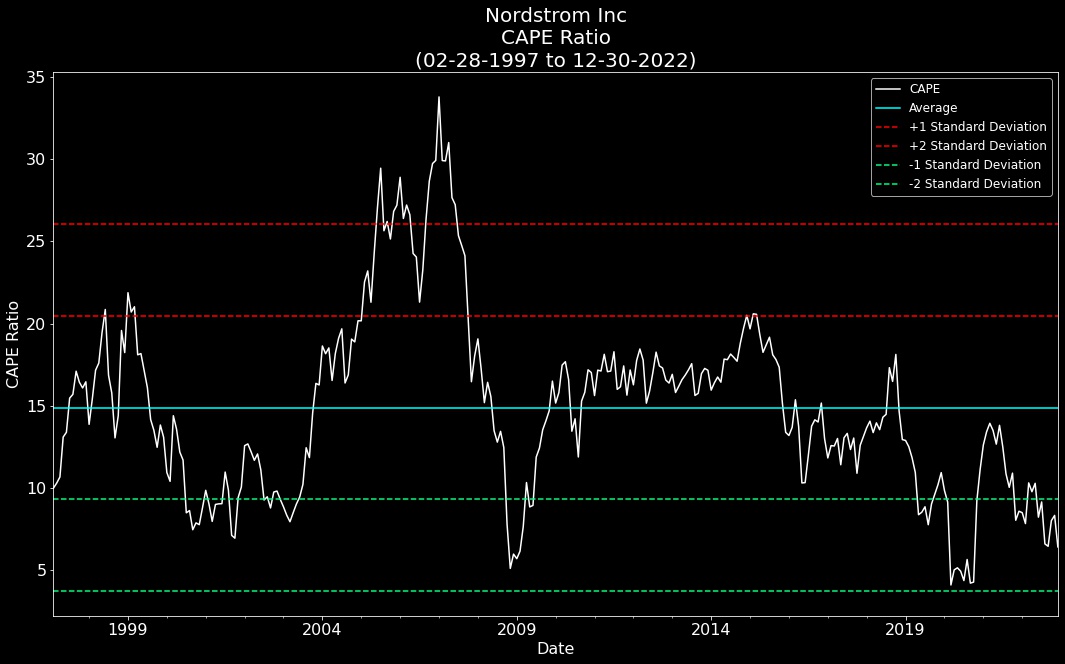 Nordstrom Inc
CAPE Ratio
(02-28-1997 to 12-30-2022)
CAPE
Average
+1 Standard Deviation
+2 Standard Deviation
-1 Standard Deviation
-2 Standard Deviation
35
30
25
20
15
10
5
CAPE Ratio
1999 2004 2009 2014 2019
Date